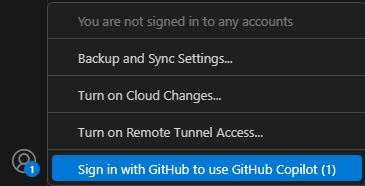 You are not signed in to any accounts
Backup and Sync Settings...
Turn on Cloud Changes...
Turn on Remote Tunnel Access...
Sign in with GitHub to use GitHub Copilot (1)
1